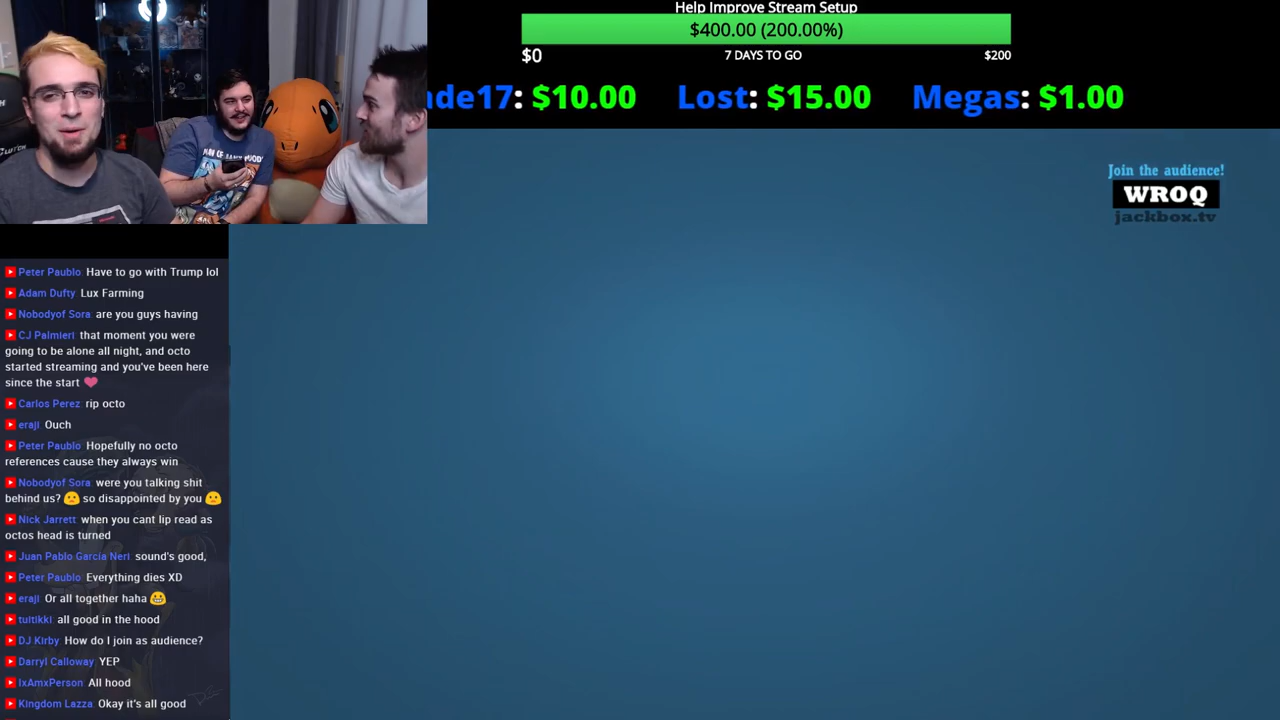 Help Improve Stream Setup
$400.00 (200.00%)
$0
7 DAYS TO GO
$200
de17: $10.00 Lost: $15.00 Megas: $1.00
Join the audience!
WROQ
jackbox.tv
Peter Paublo: Have to go with Trump lol
Adam Dufty: Lux Farming
Nobodyof Sora: are you guys having
CJ Palmieri: that moment you were
going to be alone all night, and octo
started streaming and you've been here
since the start
Carlos Perez: rip octo
eraji: Ouch
Peter Paublo: Hopefully no octo
references cause they always win
Nobodyof Sora: were you talking shit
behind us? 🙁 so disappointed by you 🙁
Nick Jarrett: when you cant lip read as
octos head is turned
Juan Pablo García Neri: sound's good,
Peter Paublo: Everything dies XD
eraji: Or all together haha 😀
tuitikki: all good in the hood
DJ Kirby: How do I join as audience?
Darryl Calloway: YEP
IxAmxPerson: All hood
Kingdom Lazza: Okay it's all good